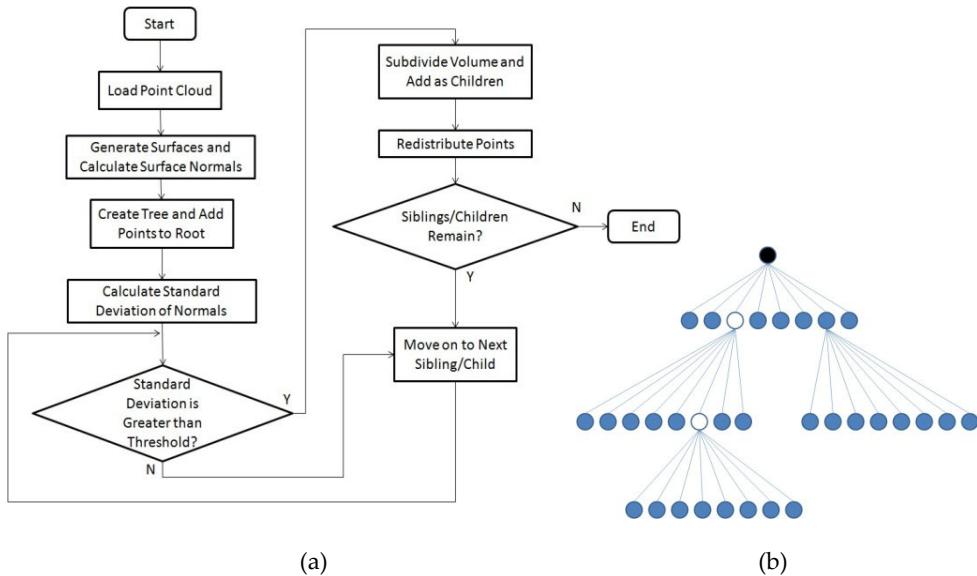 Start
Load Point Cloud
Generate Surfaces and
Calculate Surface Normals
Create Tree and Add
Points to Root
Calculate Standard
Deviation of Normals
Standard
Deviation is
Greater than
Threshold?
Y
N
Subdivide Volume and
Add as Children
Redistribute Points
Siblings/Children
Remain?
N
End
Y
Move on to Next
Sibling/Child
(a)
(b)